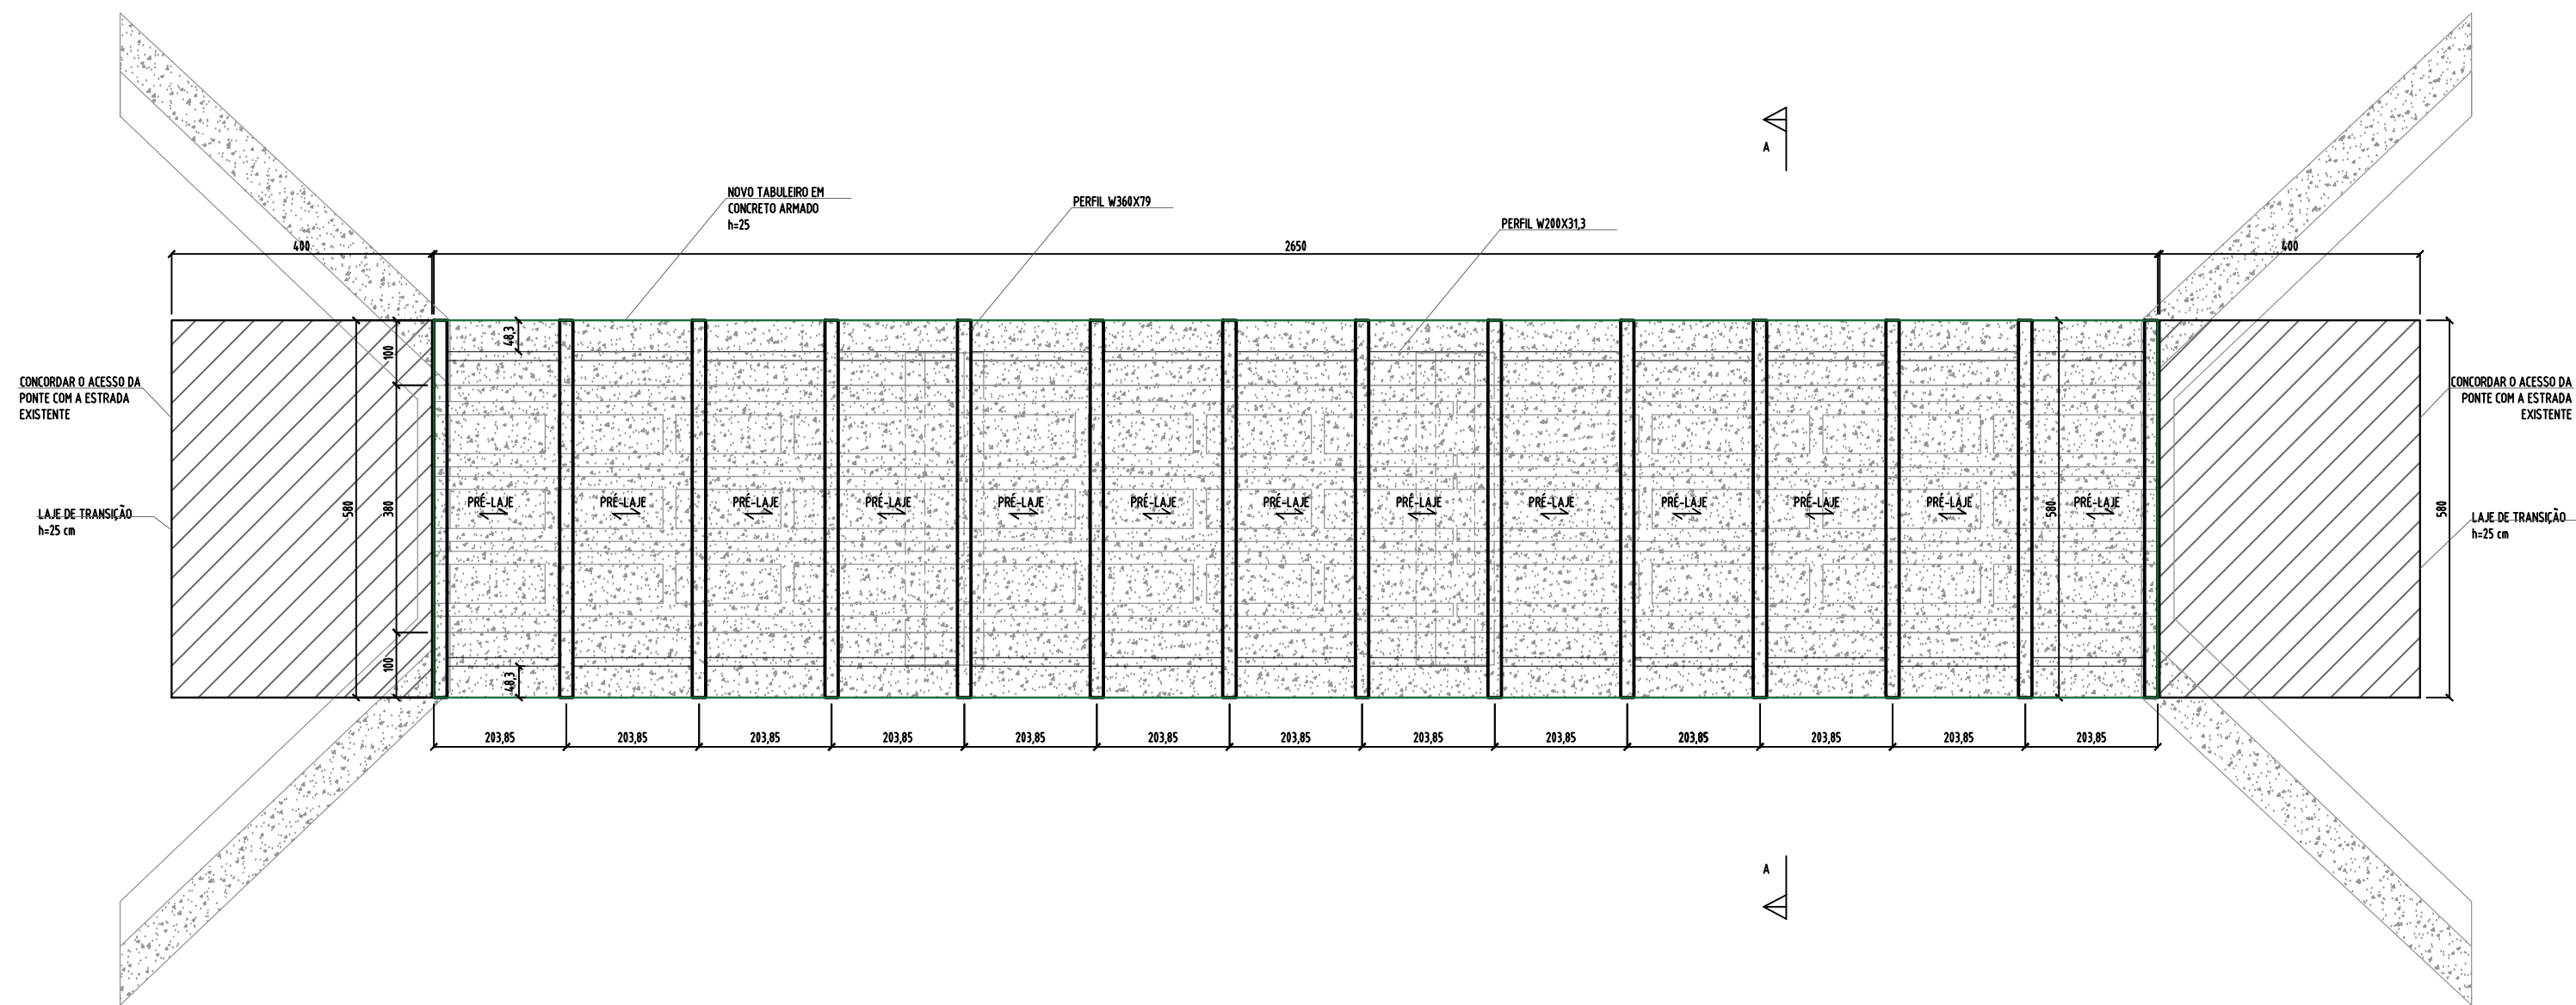 A
NOVO TABULEIRO EM
CONCRETO ARMADO
h=25
PERFIL W360X79
PERFIL W200X31,3
400
2650
400
48,3
100
CONCORDAR O ACESSO DA
PONTE COM A ESTRADA
EXISTENTE
CONCORDAR O ACESSO DA
PONTE COM A ESTRADA
EXISTENTE
580
380
PRÉ-LAJE
PRÉ-LAJE
PRÉ-LAJE
PRÉ-LAJE
PRÉ-LAJE
PRÉ-LAJE
PRÉ-LAJE
PRÉ-LAJE
PRÉ-LAJE
PRÉ-LAJE
PRÉ-LAJE
PRÉ-LAJE
PRÉ-LAJE
580
580
LAJE DE TRANSIÇÃO
h=25 cm
LAJE DE TRANSIÇÃO
h=25 cm
100
48,3
203,85
203,85
203,85
203,85
203,85
203,85
203,85
203,85
203,85
203,85
203,85
203,85
203,85
A